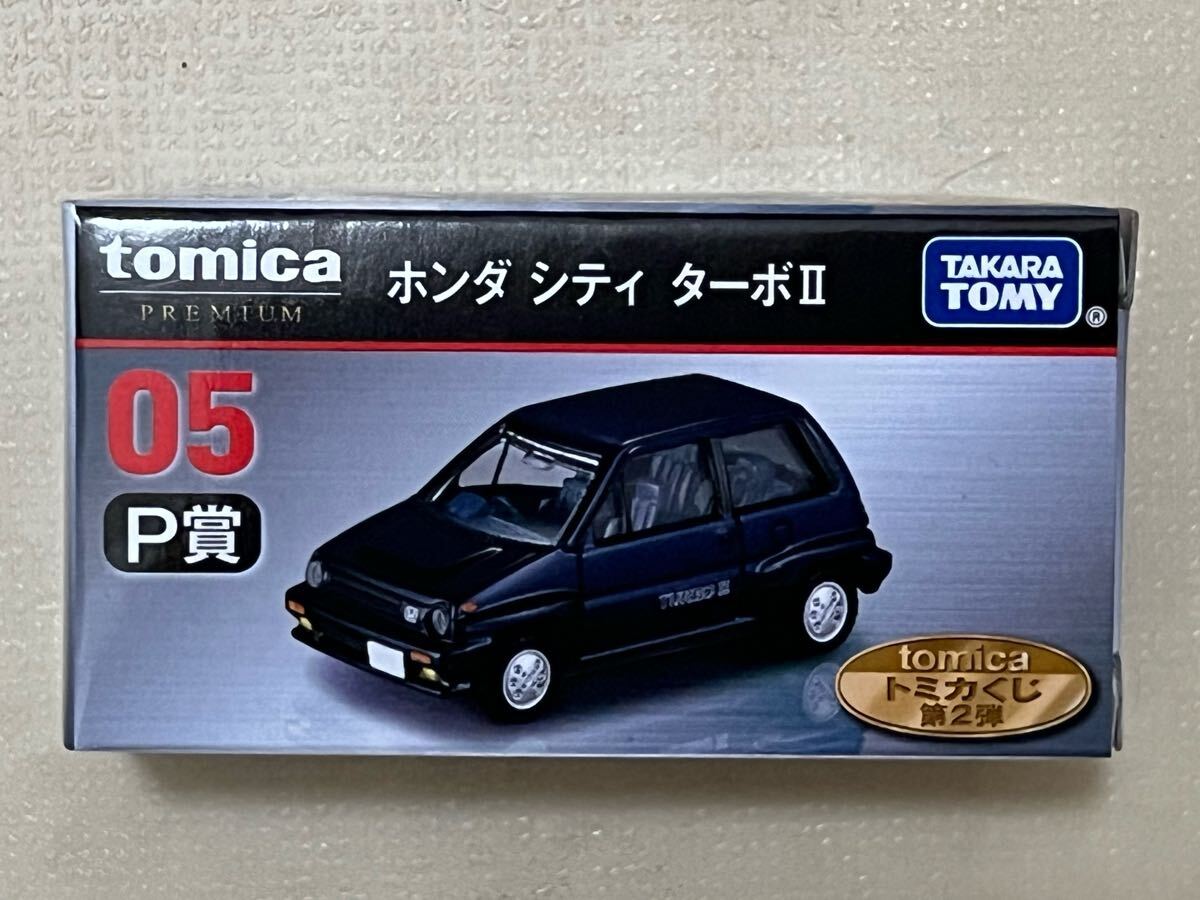 tomica
PREMIUM
ホンダ シティ ターボⅡ
TAKARA
TOMY
®
05
P賞
TURBO Ⅱ
tomica
トミカくじ
第2弾